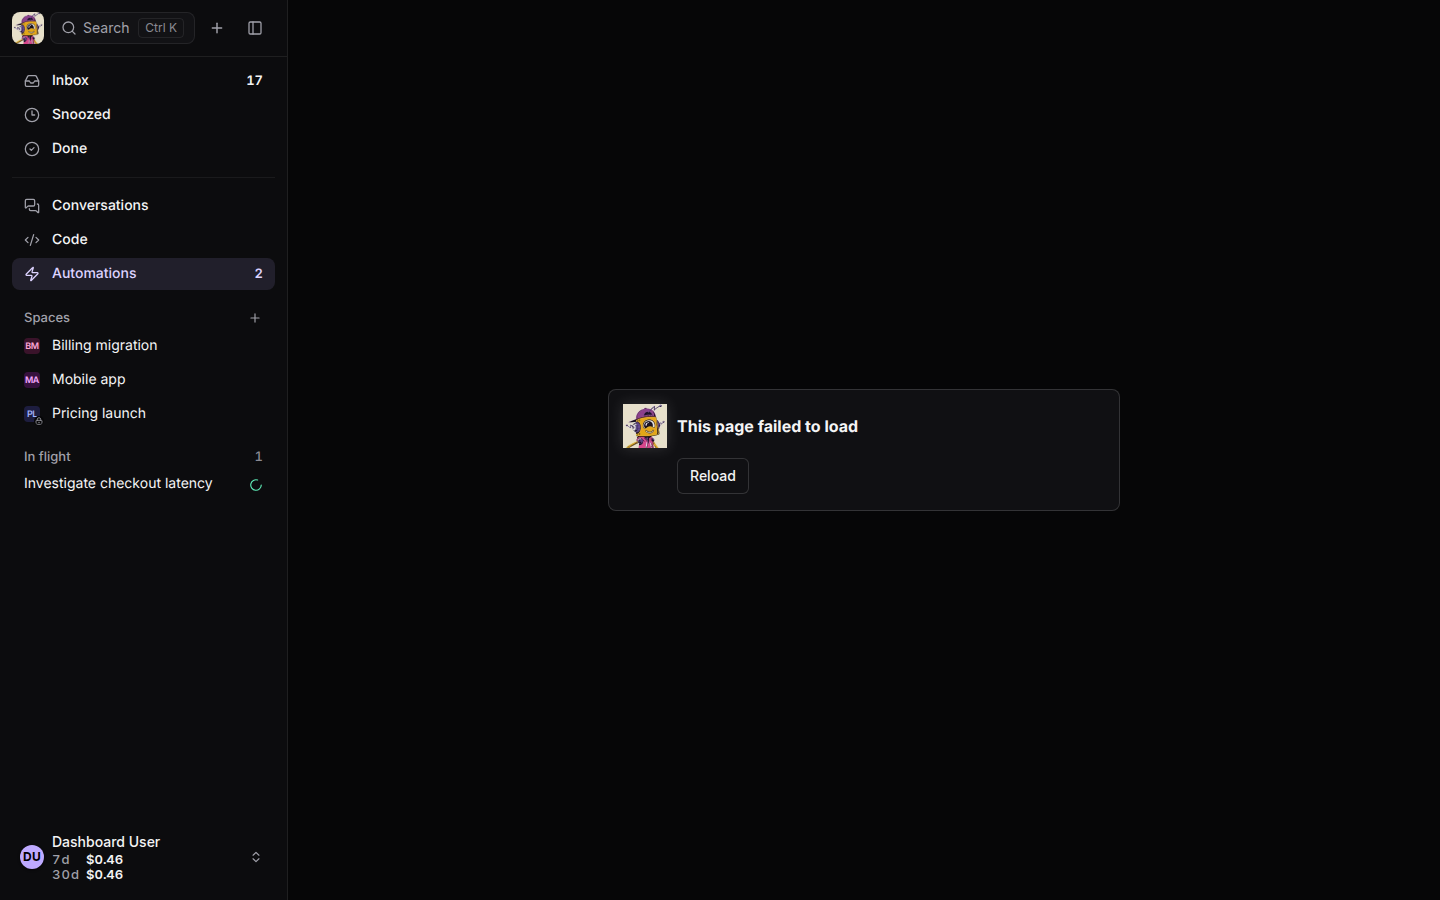 Search Ctrl K
Inbox 17
Snoozed
Done
Conversations
Code
Automations 2
Spaces
BM Billing migration
MA Mobile app
PL Pricing launch
In flight 1
Investigate checkout latency
This page failed to load
Reload
DU Dashboard User
7d $0.46
30d $0.46